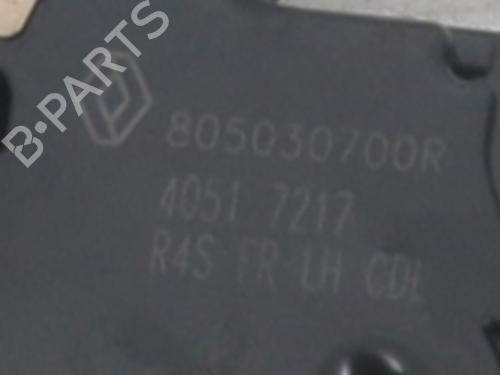 B-PARTS
805030700R
4051 7217
R4S FR LH CDL